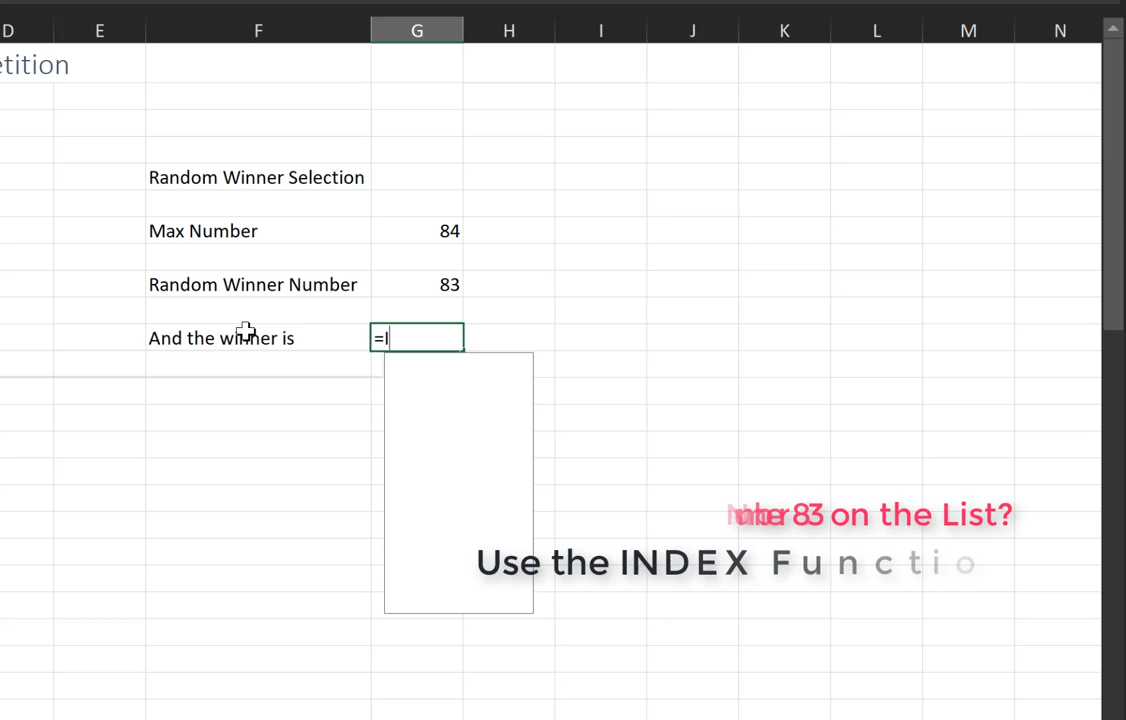 D E F G H I J K L M N
etition
Random Winner Selection
Max Number 84
Random Winner Number 83
And the winner is =I
83 on the List?
Use the INDEX Functio